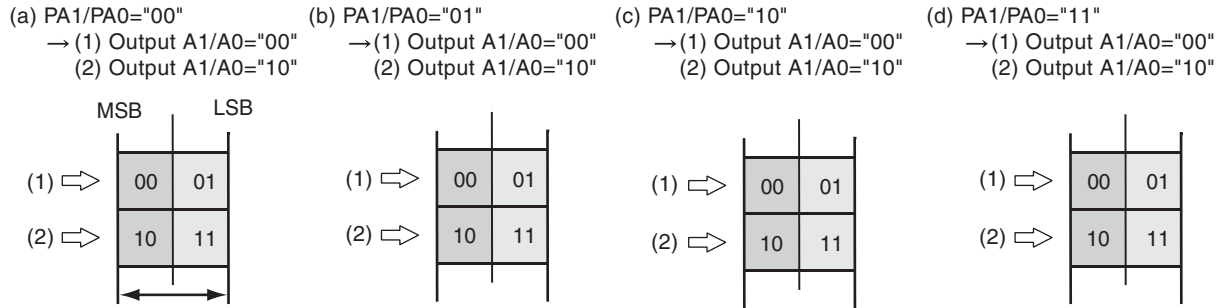 (a) PA1/PA0="00"
→ (1) Output A1/A0="00"
(2) Output A1/A0="10"
MSB LSB
(1) 00 01
(2) 10 11
(b) PA1/PA0="01"
→ (1) Output A1/A0="00"
(2) Output A1/A0="10"
(1) 00 01
(2) 10 11
(c) PA1/PA0="10"
→ (1) Output A1/A0="00"
(2) Output A1/A0="10"
(1) 00 01
(2) 10 11
(d) PA1/PA0="11"
→ (1) Output A1/A0="00"
(2) Output A1/A0="10"
(1) 00 01
(2) 10 11